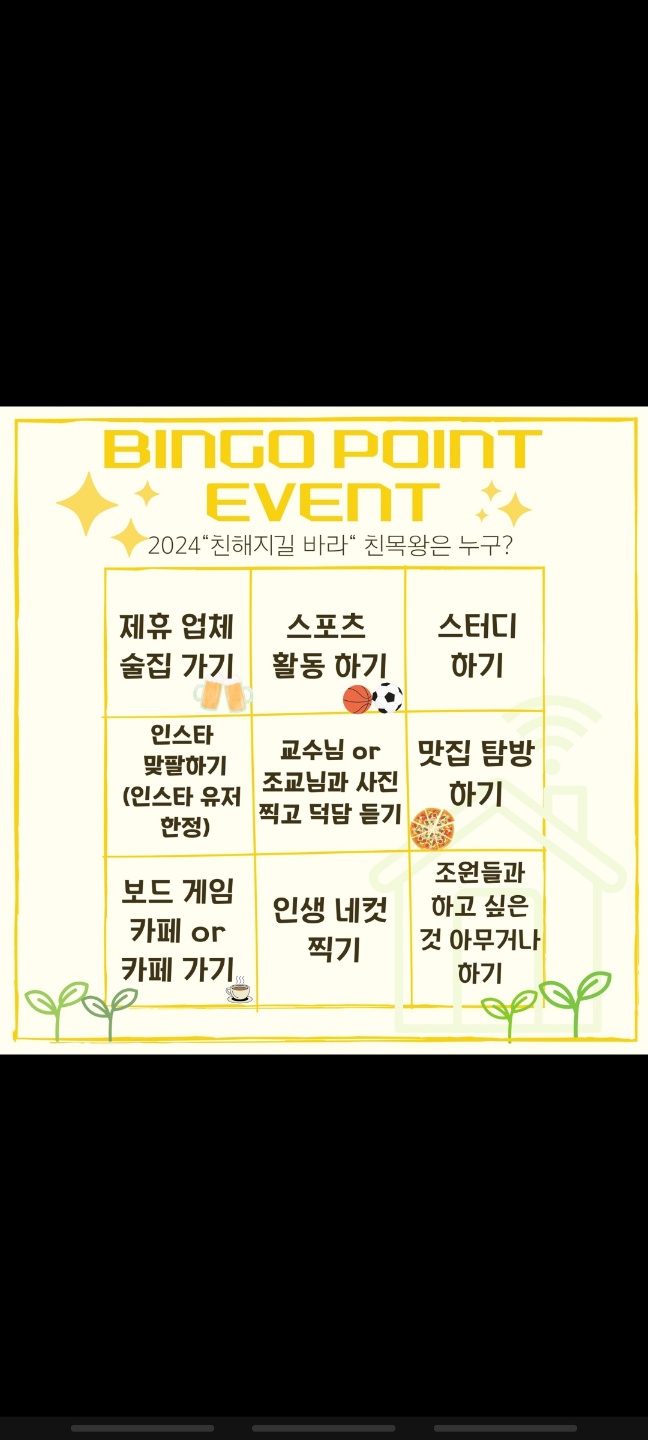 BINGO POINT
EVENT
2024“친해지길 바라“ 친목왕은 누구?
제휴 업체
술집 가기
스포츠
활동 하기
스터디
하기
인스타
맞팔하기
(인스타 유저
한정)
교수님 or
조교님과 사진
찍고 덕담 듣기
맛집 탐방
하기
보드 게임
카페 or
카페 가기
인생 네컷
찍기
조원들과
하고 싶은
것 아무거나
하기